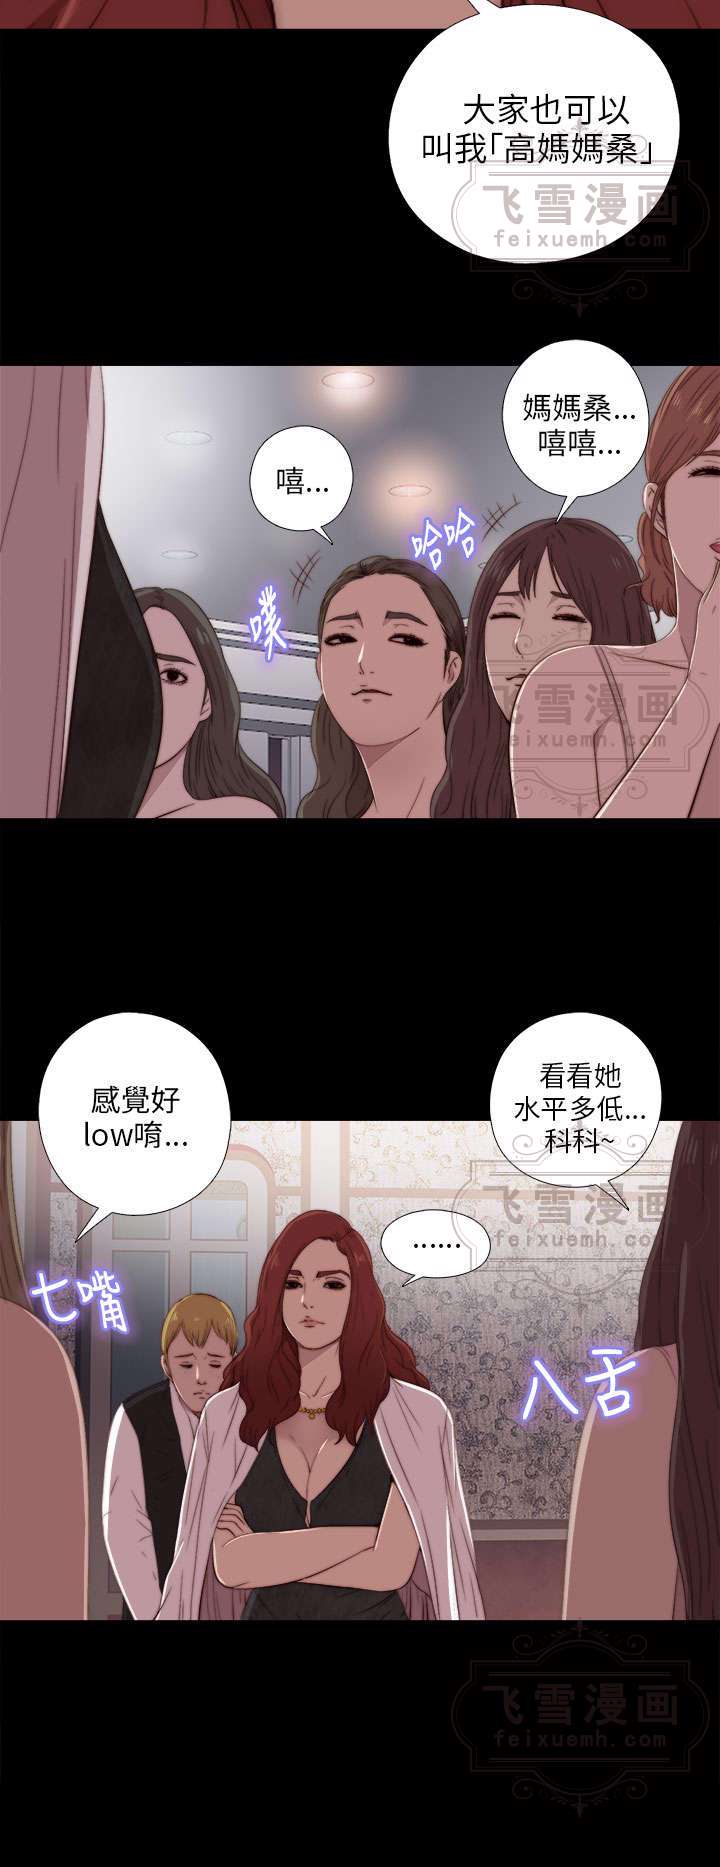 大家也可以
叫我「高媽媽桑」
飞雪漫画
feixuemh.com
媽媽桑...
嘻嘻...
嘻...
哈哈
噗
飞雪漫画
feixuemh.com
感覺好
low唷...
看看她
水平多低...
科科~
飞雪漫画
feixuemh.com
......
七嘴
八舌
飞雪漫画
feixuemh.com